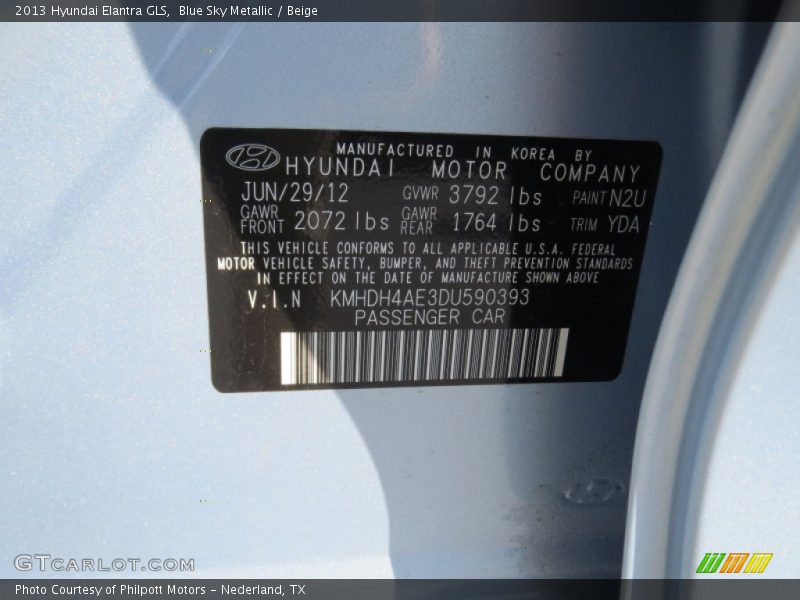 2013 Hyundai Elantra GLS,  Blue Sky Metallic / Beige
MANUFACTURED IN KOREA BY
HYUNDAI MOTOR COMPANY
JUN/29/12 GVWR 3792 lbs PAINT N2U
GAWR FRONT 2072 lbs GAWR REAR 1764 lbs TRIM YDA
THIS VEHICLE CONFORMS TO ALL APPLICABLE U.S.A. FEDERAL
MOTOR VEHICLE SAFETY, BUMPER, AND THEFT PREVENTION STANDARDS
IN EFFECT ON THE DATE OF MANUFACTURE SHOWN ABOVE
V.I.N KMHDH4AE3DU590393
PASSENGER CAR
GTCARLOT.COM
Photo Courtesy of Philpott Motors - Nederland, TX